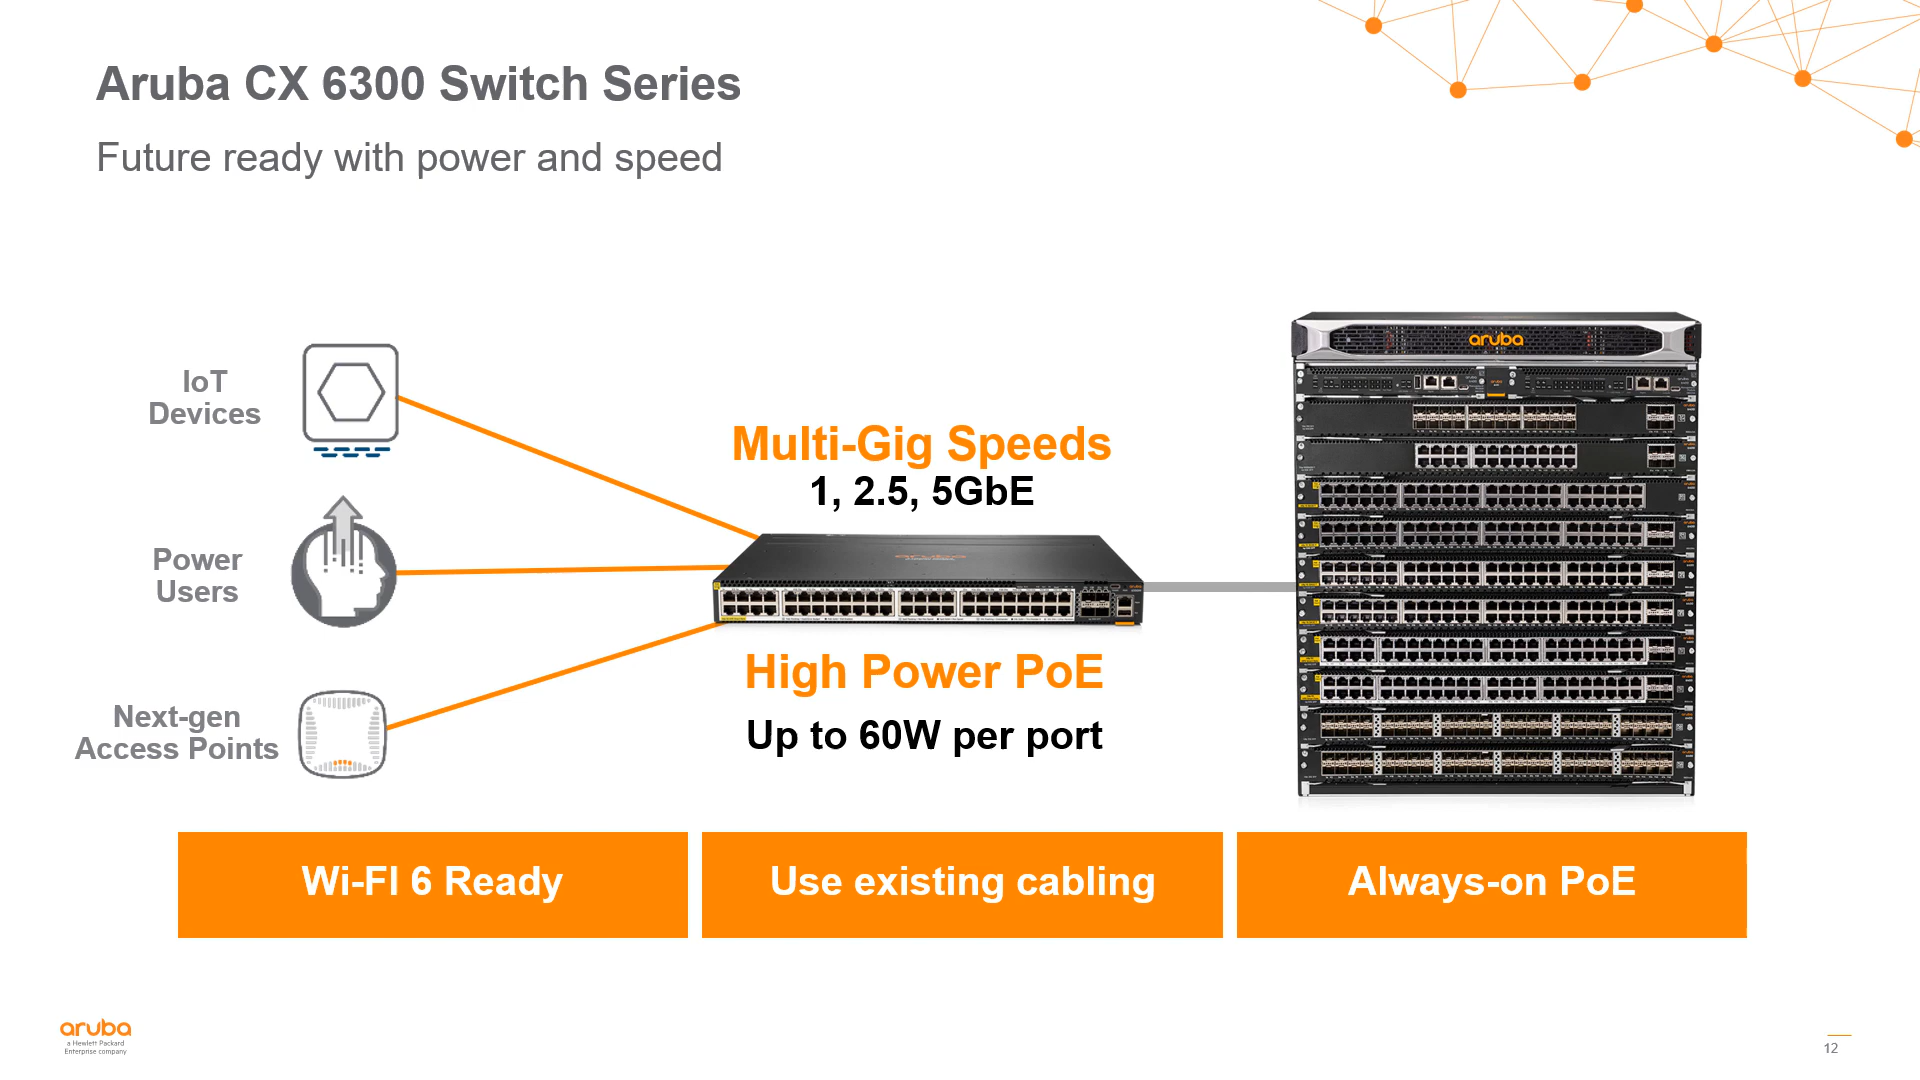 Aruba CX 6300 Switch Series
Future ready with power and speed
IoT
Devices
Power
Users
Next-gen
Access Points
Multi-Gig Speeds
1, 2.5, 5GbE
aruba
High Power PoE
Up to 60W per port
aruba
Wi-FI 6 Ready
Use existing cabling
Always-on PoE
aruba
a Hewlett Packard
Enterprise company
12